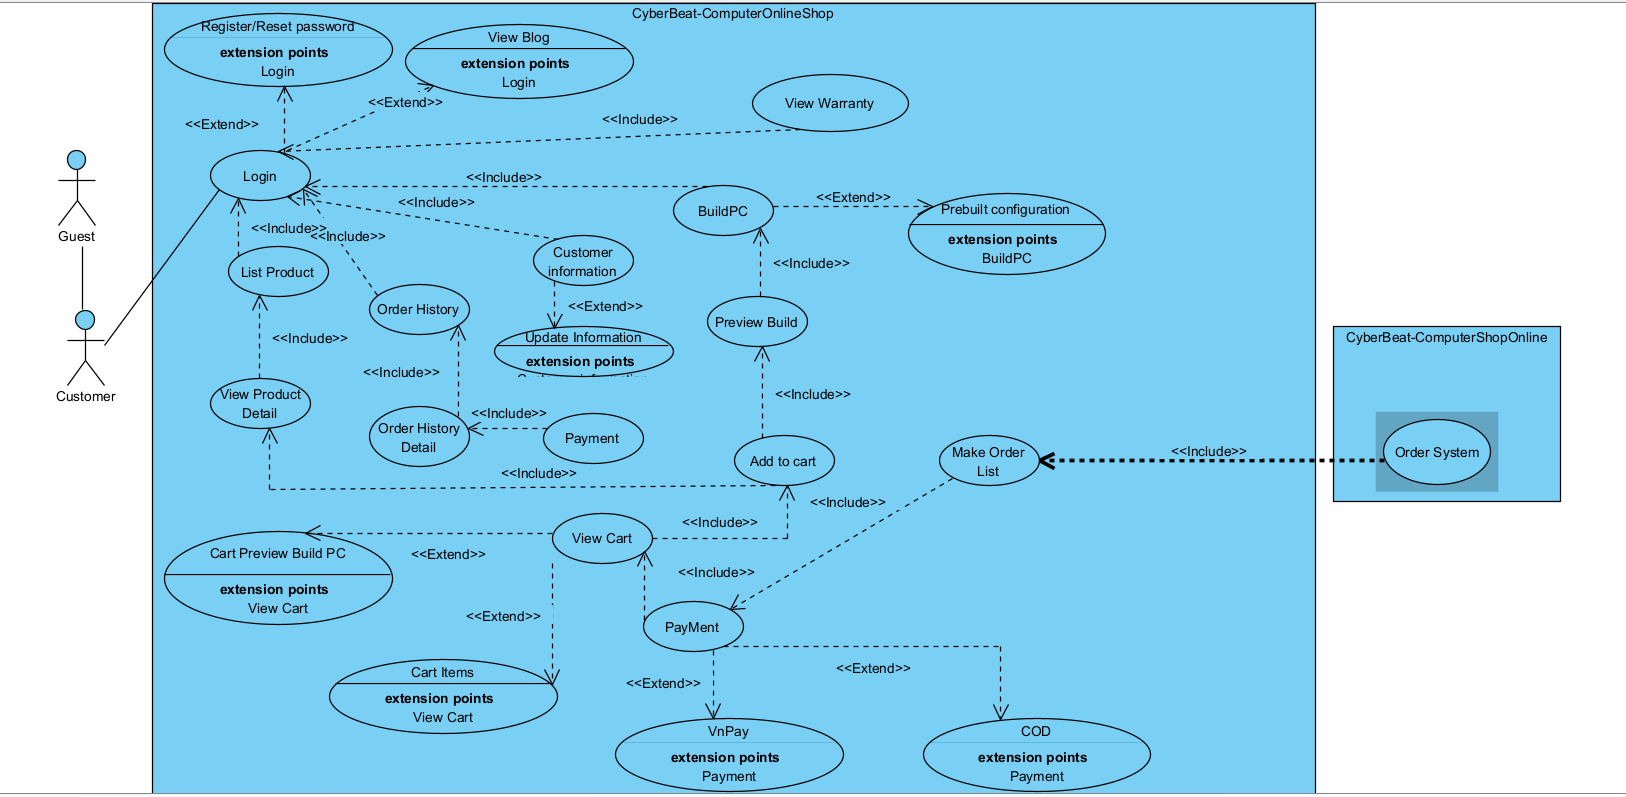 CyberBeat-ComputerOnlineShop
Register/Reset password
extension points
Login
View Blog
extension points
Login
<<Extend>>
<<Extend>>
View Warranty
<<Include>>
Guest
Login
<<Include>>
<<Include>>
<<Include>>
<<Include>>
BuildPC
<<Extend>>
Prebuilt configuration
extension points
BuildPC
List Product
Customer
information
<<Include>>
Order History
<<Extend>>
Preview Build
Update Information
extension points
<<Include>>
Customer
View Product
Detail
<<Include>>
Order History
Detail
<<Include>>
Payment
<<Include>>
Add to cart
Make Order
List
<<Include>>
CyberBeat-ComputerShopOnline
Order System
<<Include>>
<<Include>>
View Cart
<<Include>>
<<Extend>>
Cart Preview Build PC
extension points
View Cart
<<Include>>
<<Extend>>
PayMent
Cart Items
extension points
View Cart
<<Extend>>
<<Extend>>
VnPay
extension points
Payment
COD
extension points
Payment